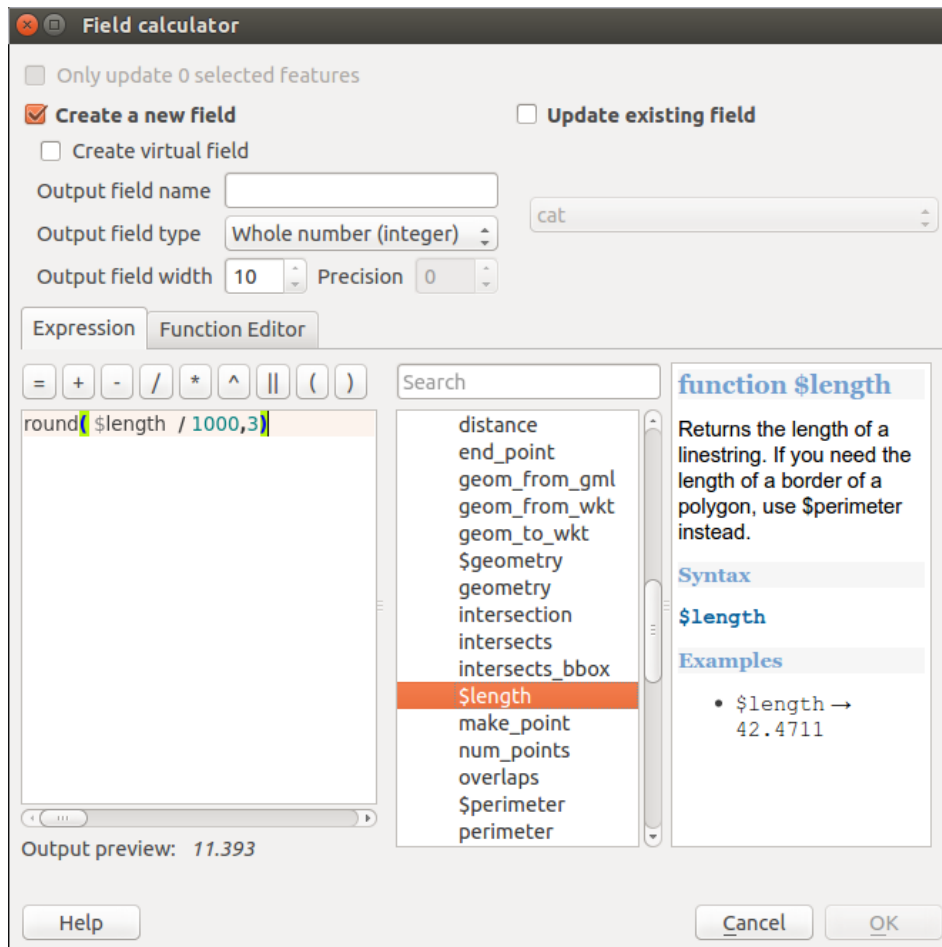 Field calculator
Only update 0 selected features
Create a new field
Update existing field
Create virtual field
Output field name
cat
Output field type Whole number (integer)
Output field width 10 Precision 0
Expression Function Editor
= + - / * ^ || ( )
Search
function $length
round( $length / 1000,3)
distance
end_point
geom_from_gml
geom_from_wkt
geom_to_wkt
$geometry
geometry
intersection
intersects
intersects_bbox
$length
make_point
num_points
overlaps
$perimeter
perimeter
Returns the length of a
linestring. If you need the
length of a border of a
polygon, use $perimeter
instead.
Syntax
$length
Examples
• $length →
42.4711
Output preview: 11.393
Help
Cancel
OK